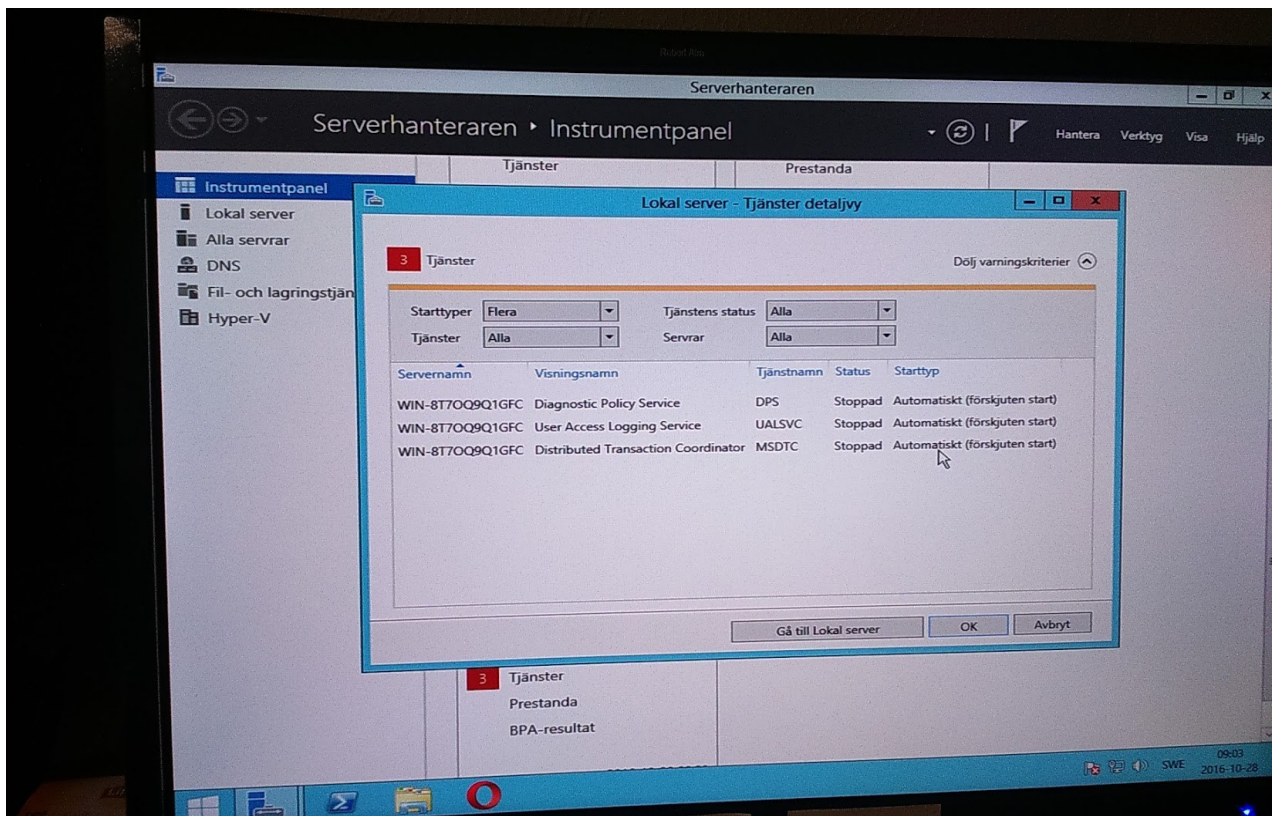 Robert Alm
Serverhanteraren
Serverhanteraren ‣ Instrumentpanel
Hantera Verktyg Visa Hjälp
Instrumentpanel
Lokal server
Alla servrar
DNS
Fil- och lagringstjän
Hyper-V
Tjänster
Prestanda
Lokal server - Tjänster detaljvy
3 Tjänster
Dölj varningskriterier
Starttyper Flera Tjänstens status Alla
Tjänster Alla Servrar Alla
Servernamn Visningsnamn Tjänstnamn Status Starttyp
WIN-8T7OQ9Q1GFC Diagnostic Policy Service DPS Stoppad Automatiskt (förskjuten start)
WIN-8T7OQ9Q1GFC User Access Logging Service UALSVC Stoppad Automatiskt (förskjuten start)
WIN-8T7OQ9Q1GFC Distributed Transaction Coordinator MSDTC Stoppad Automatiskt (förskjuten start)
Gå till Lokal server OK Avbryt
3 Tjänster
Prestanda
BPA-resultat
SWE
09:03
2016-10-28